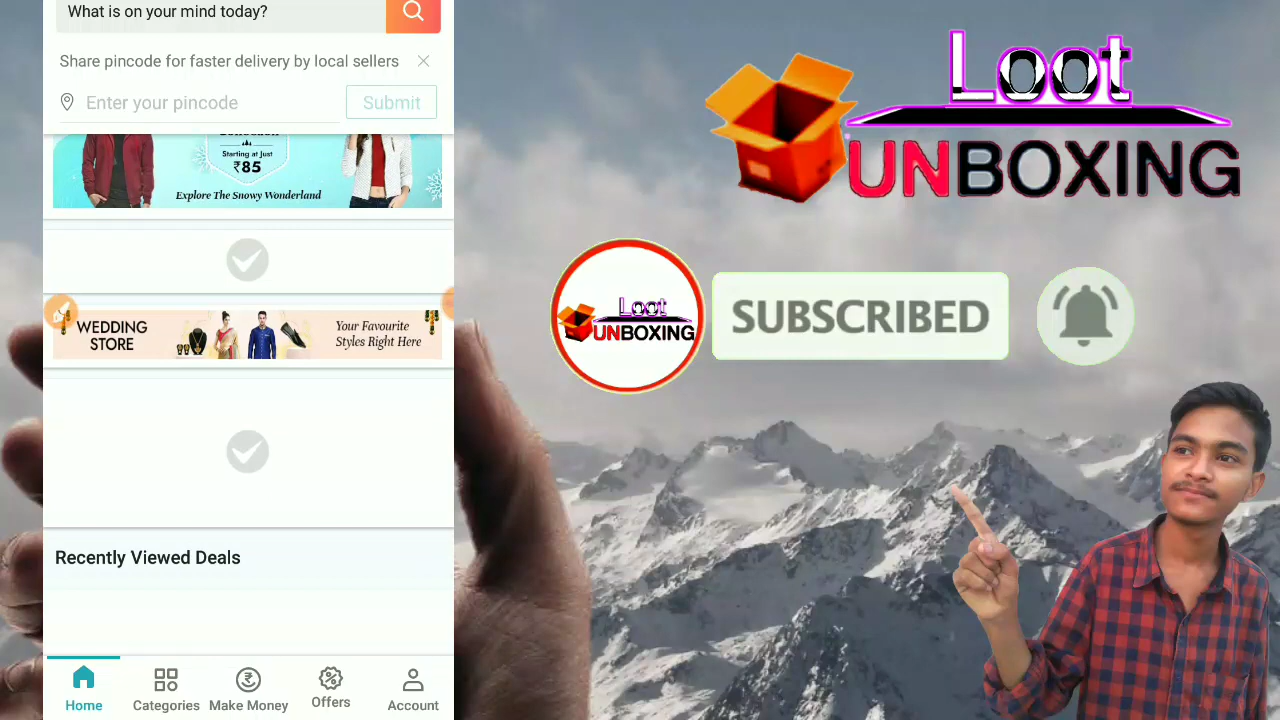 What is on your mind today?
Share pincode for faster delivery by local sellers
Enter your pincode
Submit
Collection
Starting at Just
₹85
Explore The Snowy Wonderland
WEDDING
STORE
Your Favourite
Styles Right Here
Recently Viewed Deals
Home
Categories
Make Money
Offers
Account
Loot
UNBOXING
Loot
UNBOXING
SUBSCRIBED